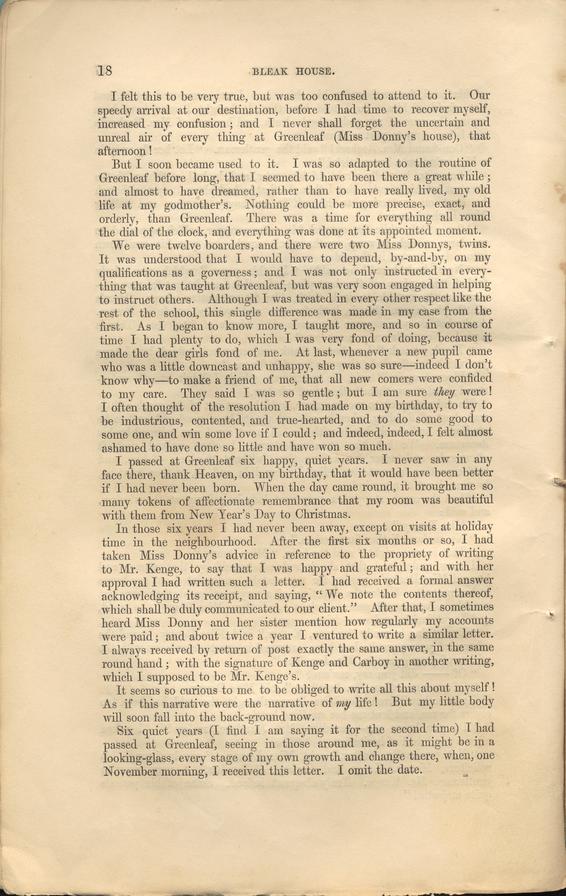 18
BLEAK HOUSE.
I felt this to be very true, but was too confused to attend to it. Our
speedy arrival at our destination, before I had time to recover myself,
increased my confusion; and I never shall forget the uncertain and
unreal air of every thing at Greenleaf (Miss Donny's house), that
afternoon!
But I soon became used to it. I was so adapted to the routine of
Greenleaf before long, that I seemed to have been there a great while;
and almost to have dreamed, rather than to have really lived, my old
life at my godmother's. Nothing could be more precise, exact, and
orderly, than Greenleaf. There was a time for everything all round
the dial of the clock, and everything was done at its appointed moment.
We were twelve boarders, and there were two Miss Donnys, twins.
It was understood that I would have to depend, by-and-by, on my
qualifications as a governess; and I was not only instructed in every-
thing that was taught at Greenleaf, but was very soon engaged in helping
to instruct others. Although I was treated in every other respect like the
rest of the school, this single difference was made in my case from the
first. As I began to know more, I taught more, and so in course of
time I had plenty to do, which I was very fond of doing, because it
made the dear girls fond of me. At last, whenever a new pupil came
who was a little downcast and unhappy, she was so sure—indeed I don't
know why—to make a friend of me, that all new comers were confided
to my care. They said I was so gentle; but I am sure they were!
I often thought of the resolution I had made on my birthday, to try to
be industrious, contented, and true-hearted, and to do some good to
some one, and win some love if I could; and indeed, indeed, I felt almost
ashamed to have done so little and have won so much.
I passed at Greenleaf six happy, quiet years. I never saw in any
face there, thank Heaven, on my birthday, that it would have been better
if I had never been born. When the day came round, it brought me so
many tokens of affectionate remembrance that my room was beautiful
with them from New Year's Day to Christmas.
In those six years I had never been away, except on visits at holiday
time in the neighbourhood. After the first six months or so, I had
taken Miss Donny's advice in reference to the propriety of writing
to Mr. Kenge, to say that I was happy and grateful; and with her
approval I had written such a letter. I had received a formal answer
acknowledging its receipt, and saying, "We note the contents thereof,
which shall be duly communicated to our client." After that, I sometimes
heard Miss Donny and her sister mention how regularly my accounts
were paid; and about twice a year I ventured to write a similar letter.
I always received by return of post exactly the same answer, in the same
round hand; with the signature of Kenge and Carboy in another writing,
which I supposed to be Mr. Kenge's.
It seems so curious to me to be obliged to write all this about myself!
As if this narrative were the narrative of my life! But my little body
will soon fall into the back-ground now.
Six quiet years (I find I am saying it for the second time) I had
passed at Greenleaf, seeing in those around me, as it might be in a
looking-glass, every stage of my own growth and change there, when, one
November morning, I received this letter. I omit the date.